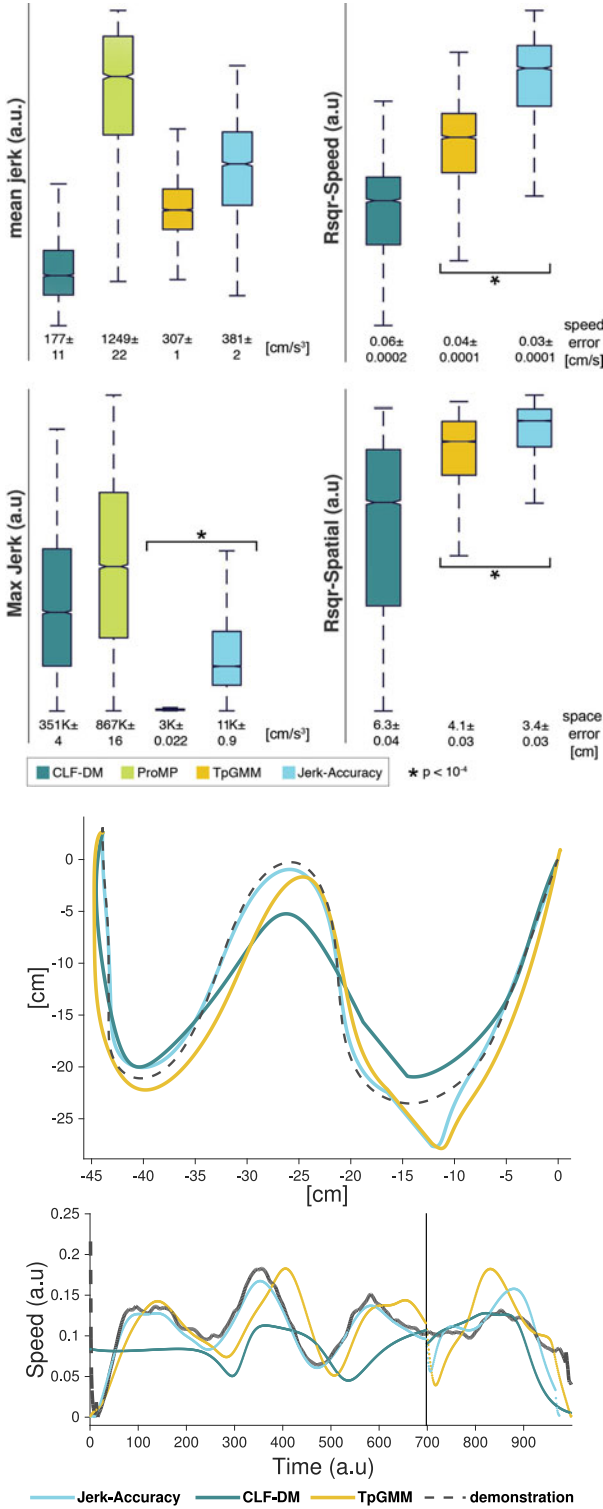 mean jerk (a.u.)
177± 1249± 307± 381±
11 22 1 2 [cm/s³]
Rsqr-Speed (a.u)
*
0.06± 0.04± 0.03± speed error
0.0002 0.0001 0.0001 [cm/s]
Max Jerk (a.u)
*
351K± 867K± 3K± 11K±
4 16 0.022 0.9 [cm/s³]
Rsqr-Spatial (a.u)
*
6.3± 4.1± 3.4± space error
0.04 0.03 0.03 [cm]
CLF-DM ProMP TpGMM Jerk-Accuracy * p < 10⁻⁴
[cm]
0
-5
-10
-15
-20
-25
-45 -40 -35 -30 -25 -20 -15 -10 -5 0
[cm]
Speed (a.u)
0.25
0.2
0.15
0.1
0.05
0
0 100 200 300 400 500 600 700 800 900
Time (a.u)
Jerk-Accuracy CLF-DM TpGMM demonstration